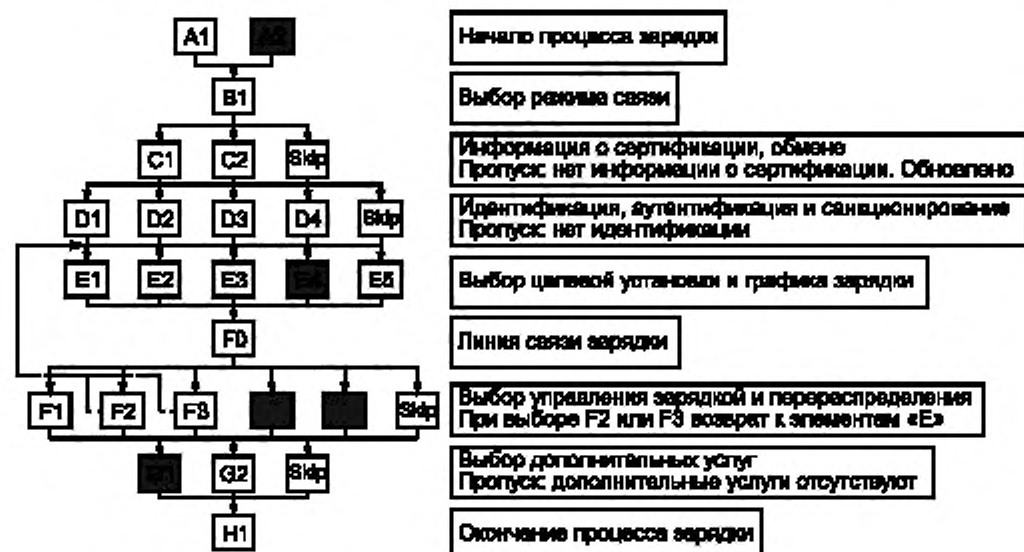 A1
Начало процесса зарядки
B1
Выбор режима связи
C1 C2 Skip
Информация о сертификации, обмене
Пропуск: нет информации о сертификации. Обновлено
D1 D2 D3 D4 Skip
Идентификация, аутентификация и санкционирование
Пропуск: нет идентификации
E1 E2 E3 E4 E5
Выбор целевой установки и графика зарядки
F0
Линия связи зарядки
F1 F2 F3 Skip
Выбор управления зарядкой и перераспределения
При выборе F2 или F3 возврат к элементам «E»
G2 Skip
Выбор дополнительных услуг
Пропуск: дополнительные услуги отсутствуют
H1
Окончание процесса зарядки